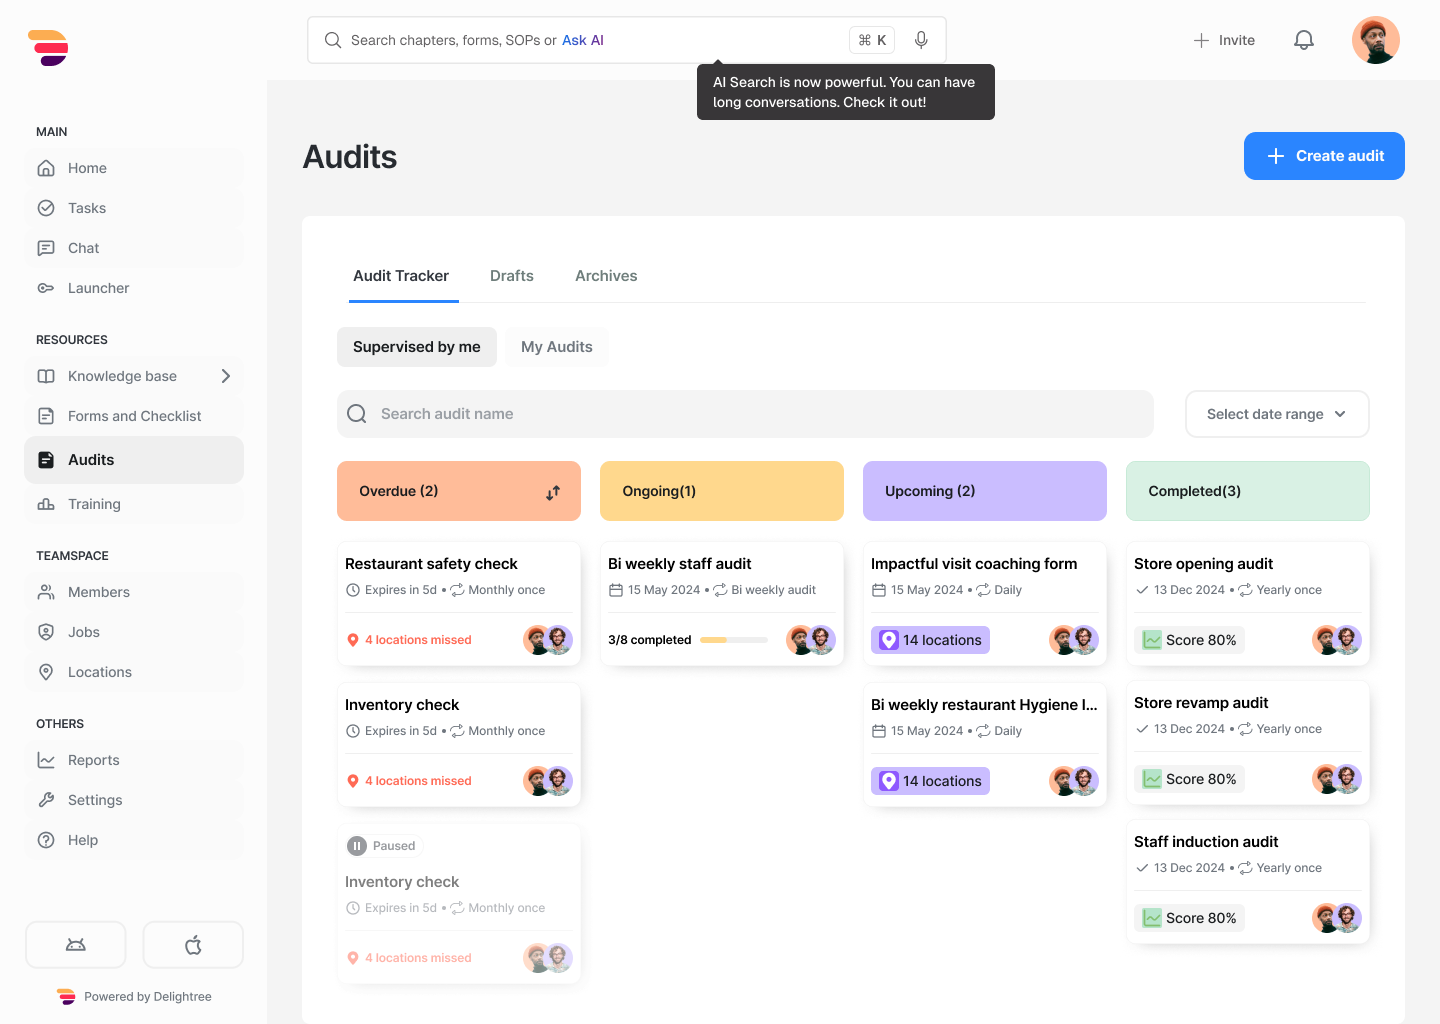 Search chapters, forms, SOPs or Ask AI
⌘ K
Invite
AI Search is now powerful. You can have
long conversations. Check it out!
MAIN
Home
Tasks
Chat
Launcher
RESOURCES
Knowledge base
Forms and Checklist
Audits
Training
TEAMSPACE
Members
Jobs
Locations
OTHERS
Reports
Settings
Help
Powered by Delightree
Audits
Create audit
Audit Tracker
Drafts
Archives
Supervised by me
My Audits
Search audit name
Select date range
Overdue (2)
Restaurant safety check
Expires in 5d • Monthly once
4 locations missed
Inventory check
Expires in 5d • Monthly once
4 locations missed
Paused
Inventory check
Expires in 5d • Monthly once
4 locations missed
Ongoing(1)
Bi weekly staff audit
15 May 2024 • Bi weekly audit
3/8 completed
Upcoming (2)
Impactful visit coaching form
15 May 2024 • Daily
14 locations
Bi weekly restaurant Hygiene I...
15 May 2024 • Daily
14 locations
Completed(3)
Store opening audit
13 Dec 2024 • Yearly once
Score 80%
Store revamp audit
13 Dec 2024 • Yearly once
Score 80%
Staff induction audit
13 Dec 2024 • Yearly once
Score 80%